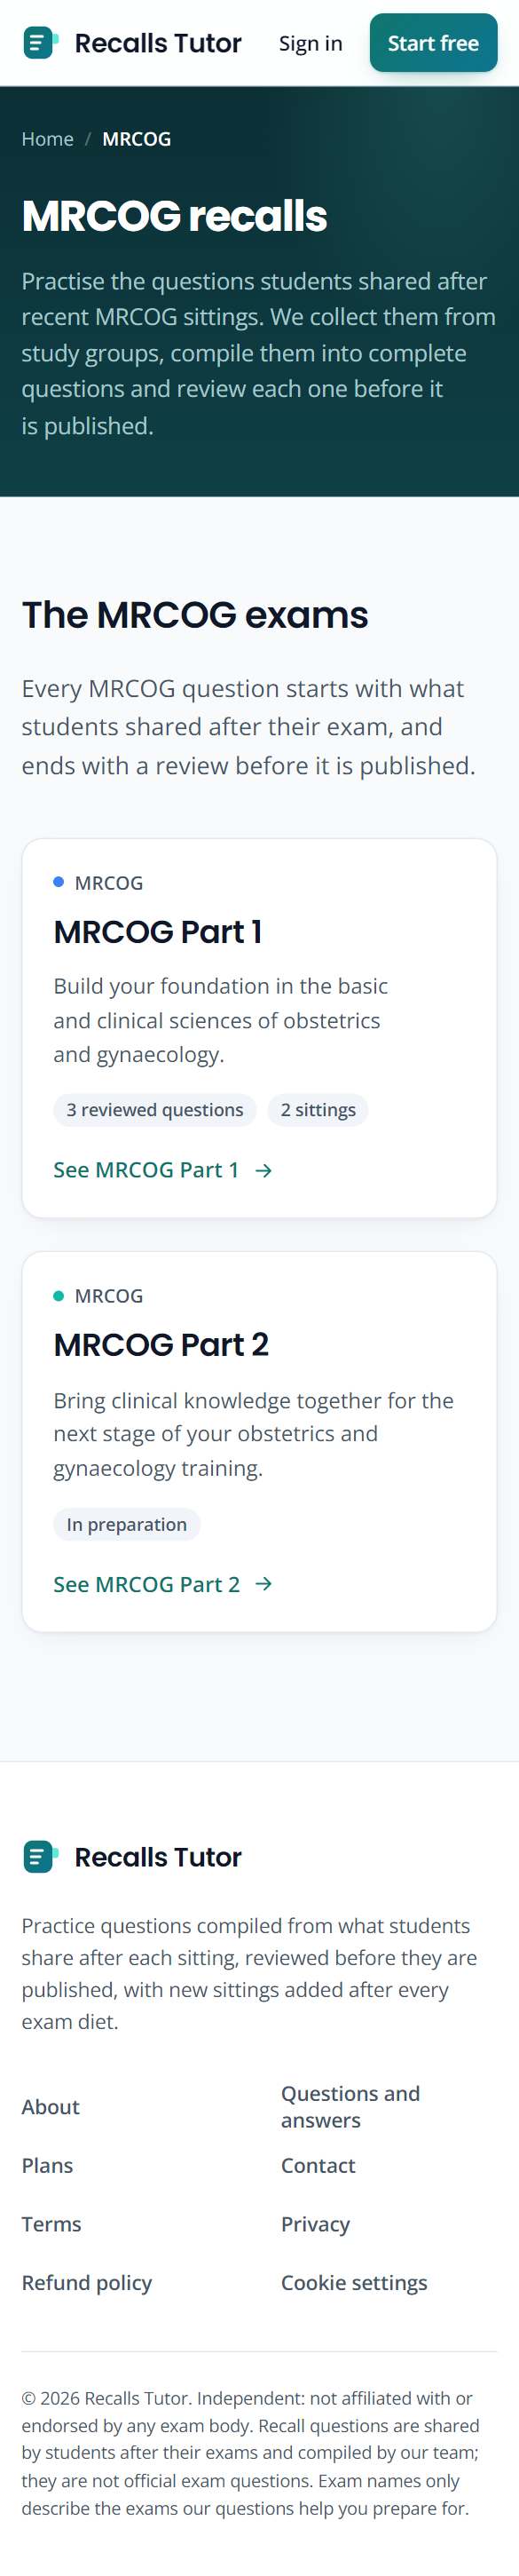 Recalls Tutor
Sign in
Start free
Home / MRCOG
MRCOG recalls
Practise the questions students shared after
recent MRCOG sittings. We collect them from
study groups, compile them into complete
questions and review each one before it
is published.
The MRCOG exams
Every MRCOG question starts with what
students shared after their exam, and
ends with a review before it is published.
MRCOG
MRCOG Part 1
Build your foundation in the basic
and clinical sciences of obstetrics
and gynaecology.
3 reviewed questions
2 sittings
See MRCOG Part 1 →
MRCOG
MRCOG Part 2
Bring clinical knowledge together for the
next stage of your obstetrics and
gynaecology training.
In preparation
See MRCOG Part 2 →
Recalls Tutor
Practice questions compiled from what students
share after each sitting, reviewed before they are
published, with new sittings added after every
exam diet.
About
Questions and
answers
Plans
Contact
Terms
Privacy
Refund policy
Cookie settings
© 2026 Recalls Tutor. Independent: not affiliated with or
endorsed by any exam body. Recall questions are shared
by students after their exams and compiled by our team;
they are not official exam questions. Exam names only
describe the exams our questions help you prepare for.